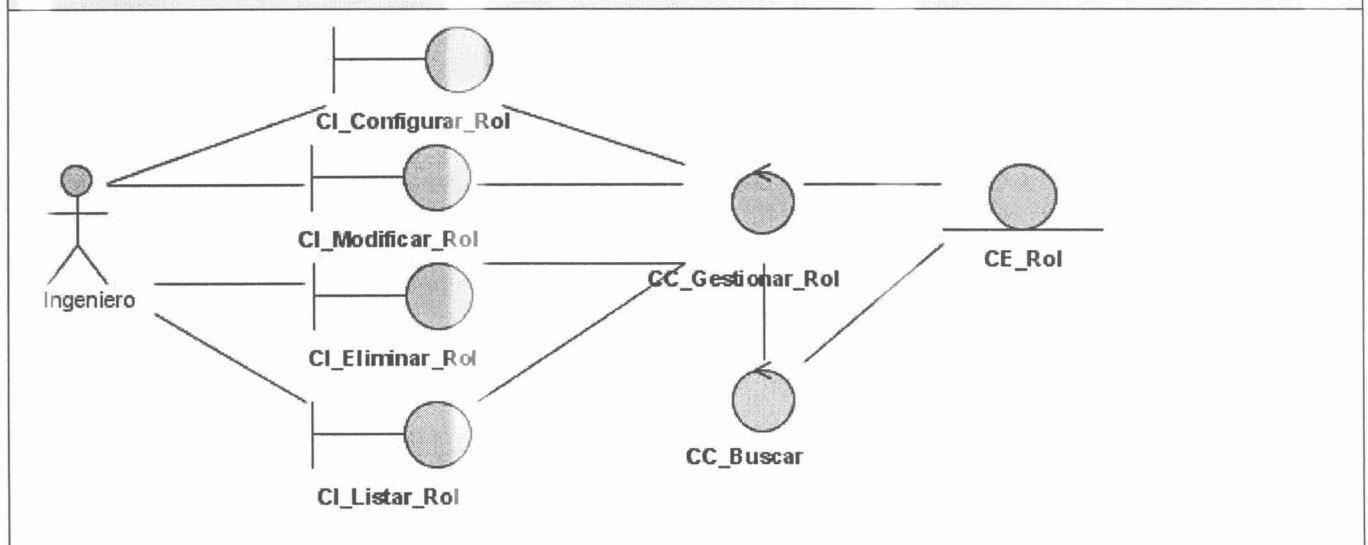 CI_Configurar_Rol
CI_Modificar_Rol
Ingeniero
CC_Gestionar_Rol
CE_Rol
CI_Eliminar_Rol
CC_Buscar
CI_Listar_Rol